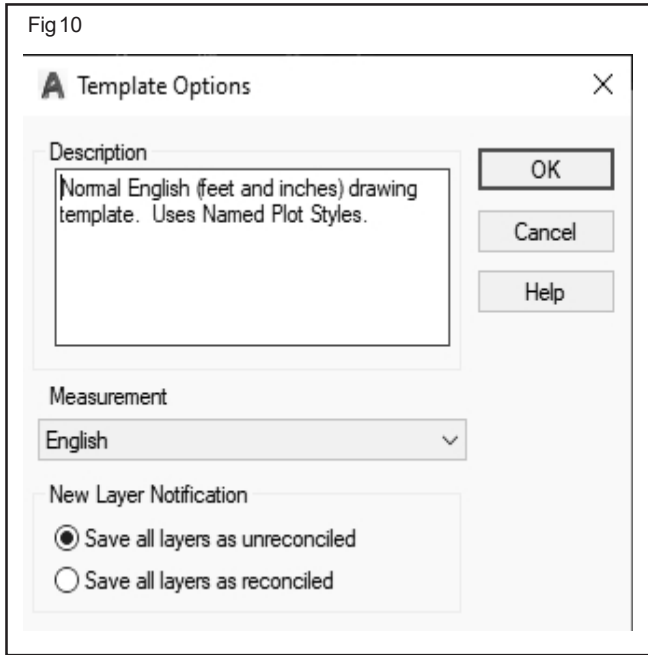 Fig 10
Template Options
Description
Normal English (feet and inches) drawing
template. Uses Named Plot Styles.
OK
Cancel
Help
Measurement
English
New Layer Notification
Save all layers as unreconciled
Save all layers as reconciled